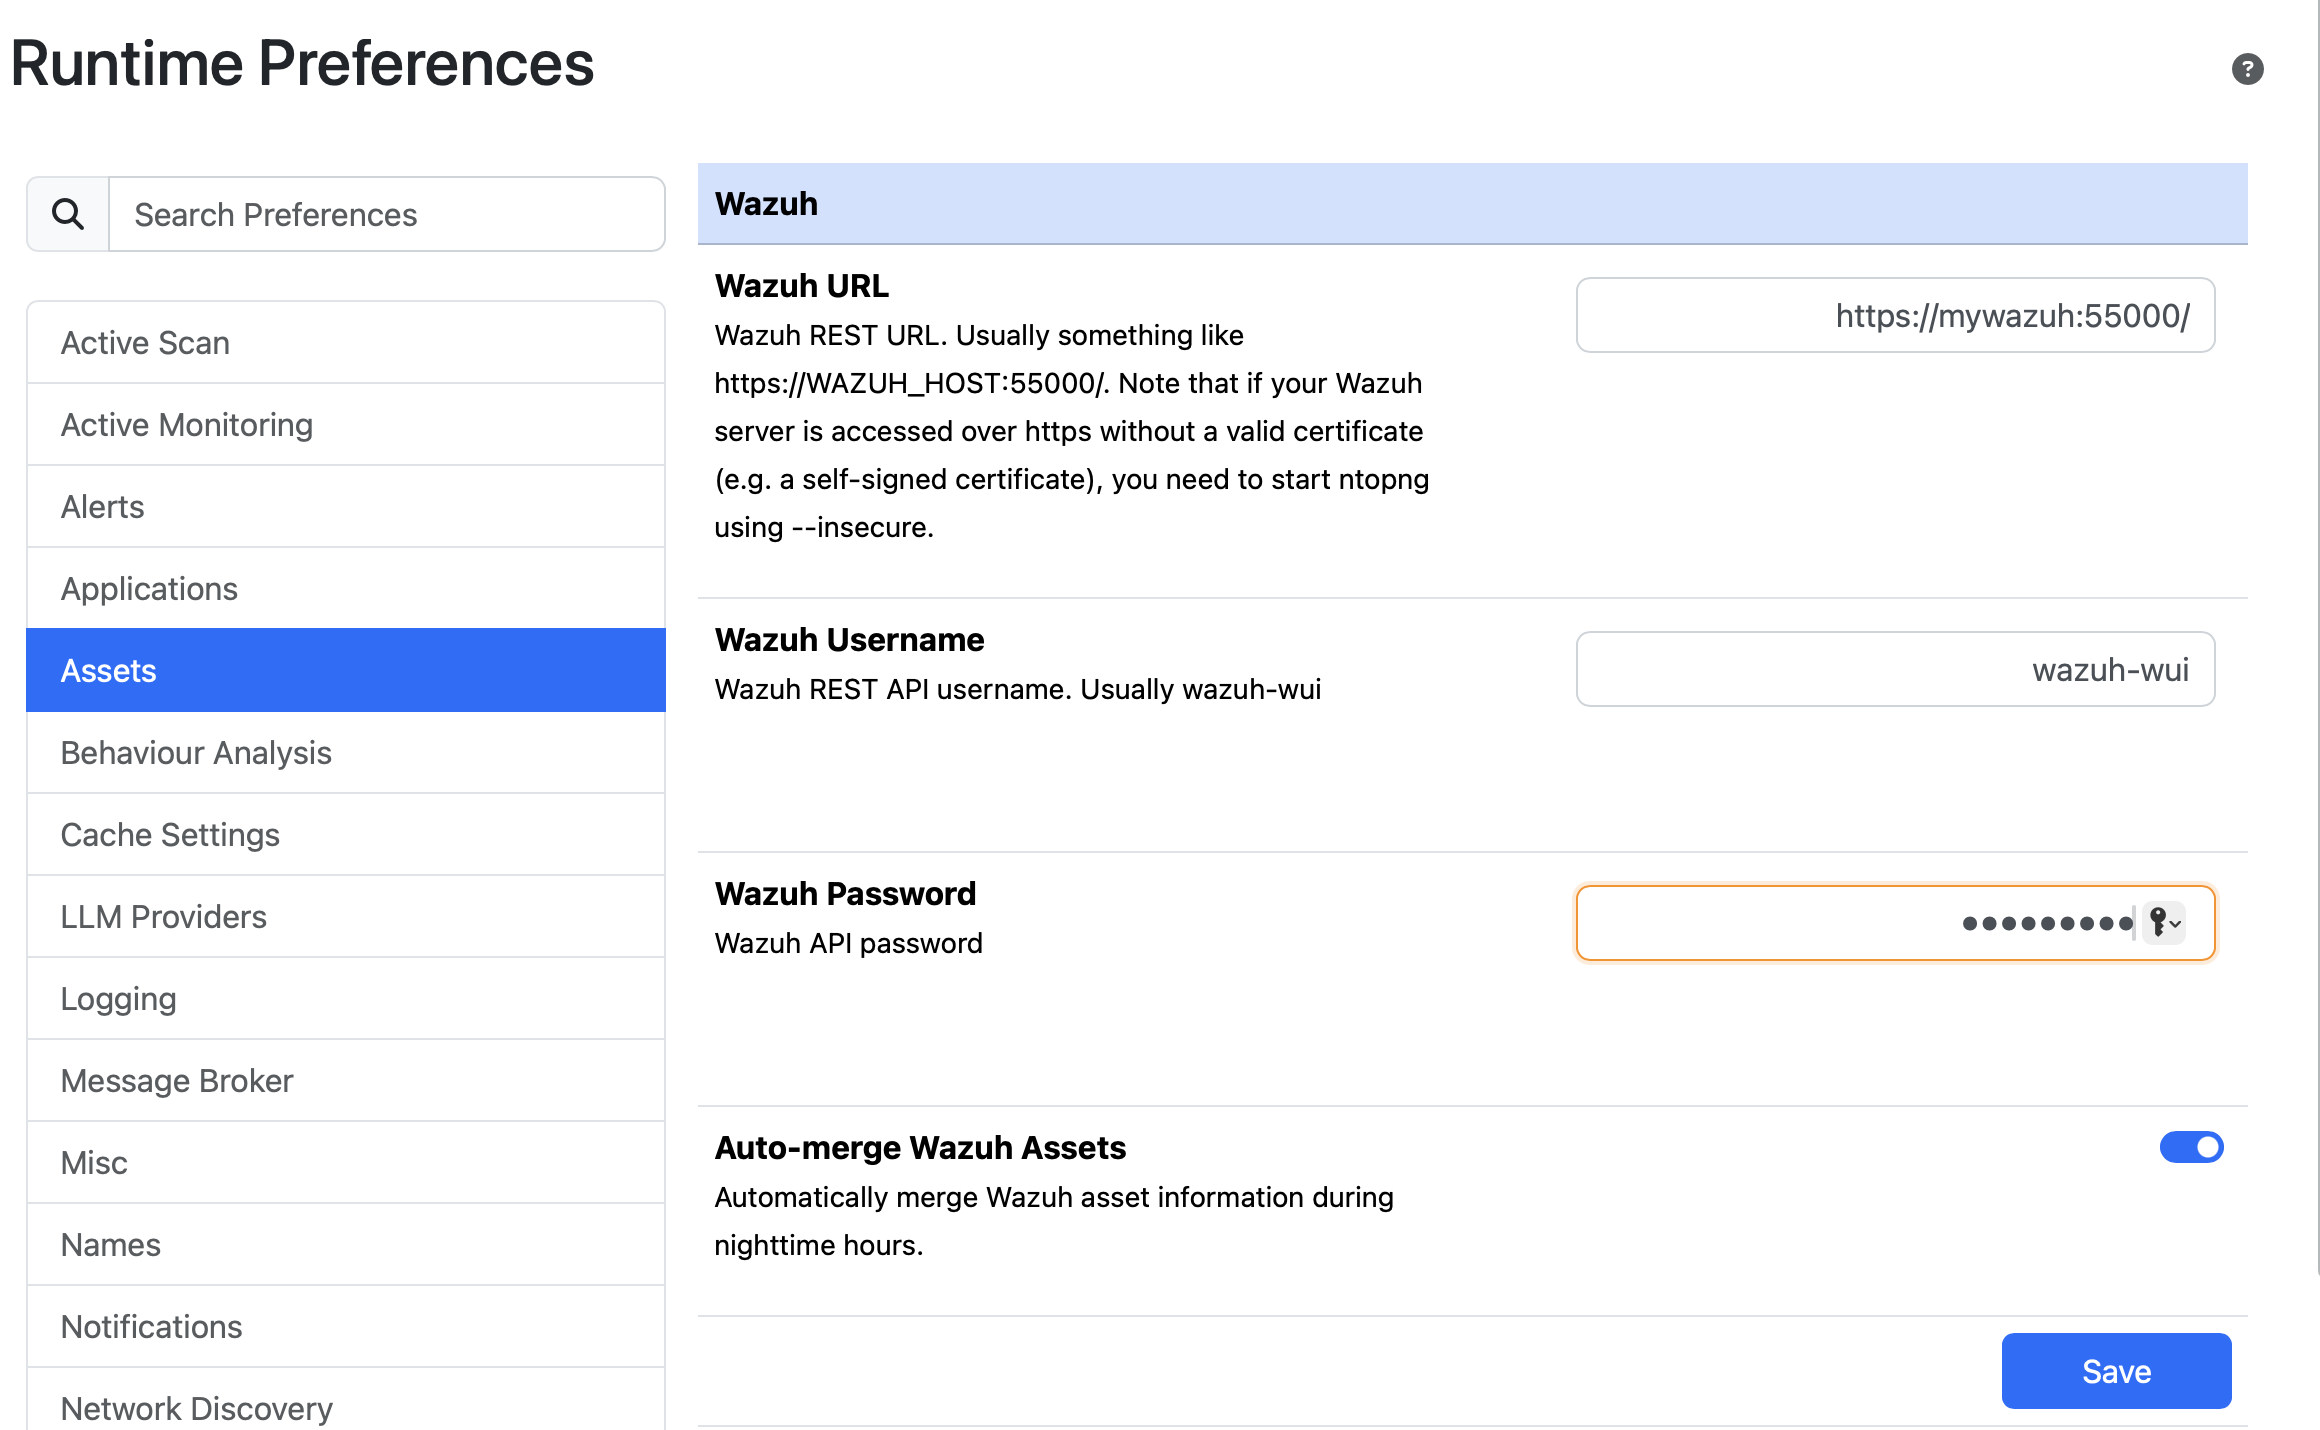 Runtime Preferences
?
Search Preferences
Active Scan
Active Monitoring
Alerts
Applications
Assets
Behaviour Analysis
Cache Settings
LLM Providers
Logging
Message Broker
Misc
Names
Notifications
Network Discovery
Wazuh
Wazuh URL
Wazuh REST URL. Usually something like
https://WAZUH_HOST:55000/. Note that if your Wazuh
server is accessed over https without a valid certificate
(e.g. a self-signed certificate), you need to start ntopng
using --insecure.
https://mywazuh:55000/
Wazuh Username
Wazuh REST API username. Usually wazuh-wui
wazuh-wui
Wazuh Password
Wazuh API password
•••••••••
Auto-merge Wazuh Assets
Automatically merge Wazuh asset information during
nighttime hours.
Save